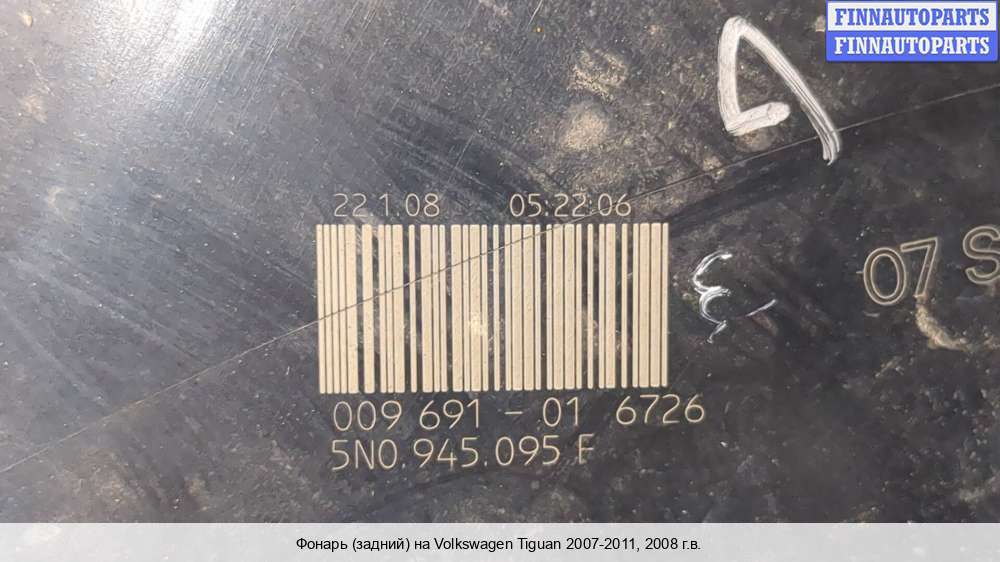 FINNAUTOPARTS
FINNAUTOPARTS
22.1.08 05:22:06
07 S
009 691 - 01 6726
5N0.945.095 F
Фонарь (задний) на Volkswagen Tiguan 2007-2011, 2008 г.в.